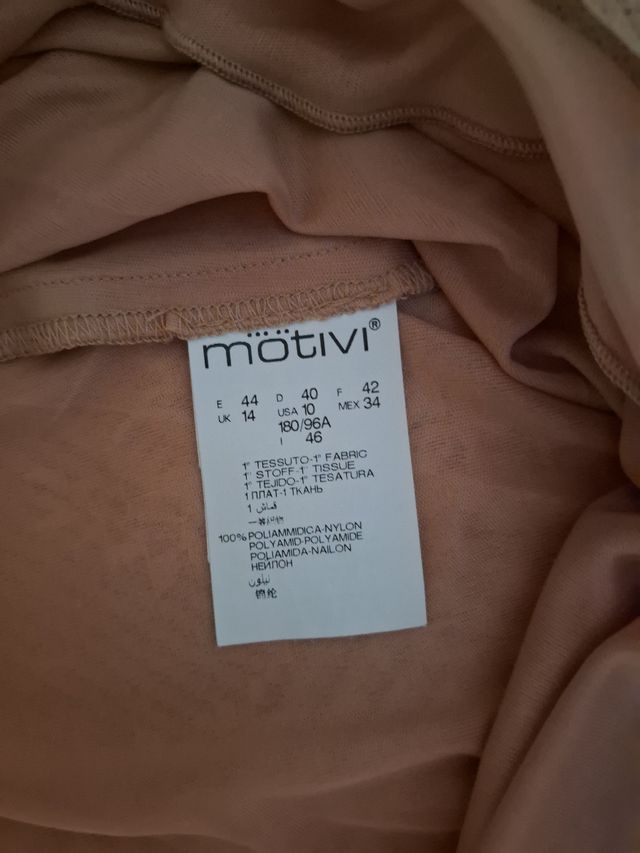 mötivi®
E 44 D 40 F 42
UK 14 USA 10 MEX 34
180/96A
I 46
1° TESSUTO-1° FABRIC
1° STOFF-1° TISSUE
1° TEJIDO-1° TESATURA
1 ПЛАТ-1 ТКАНЬ
قماش 1
100% POLIAMMIDICA-NYLON
POLYAMID-POLYAMIDE
POLIAMIDA-NAILON
НЕЙЛОН
نيلون
锦纶